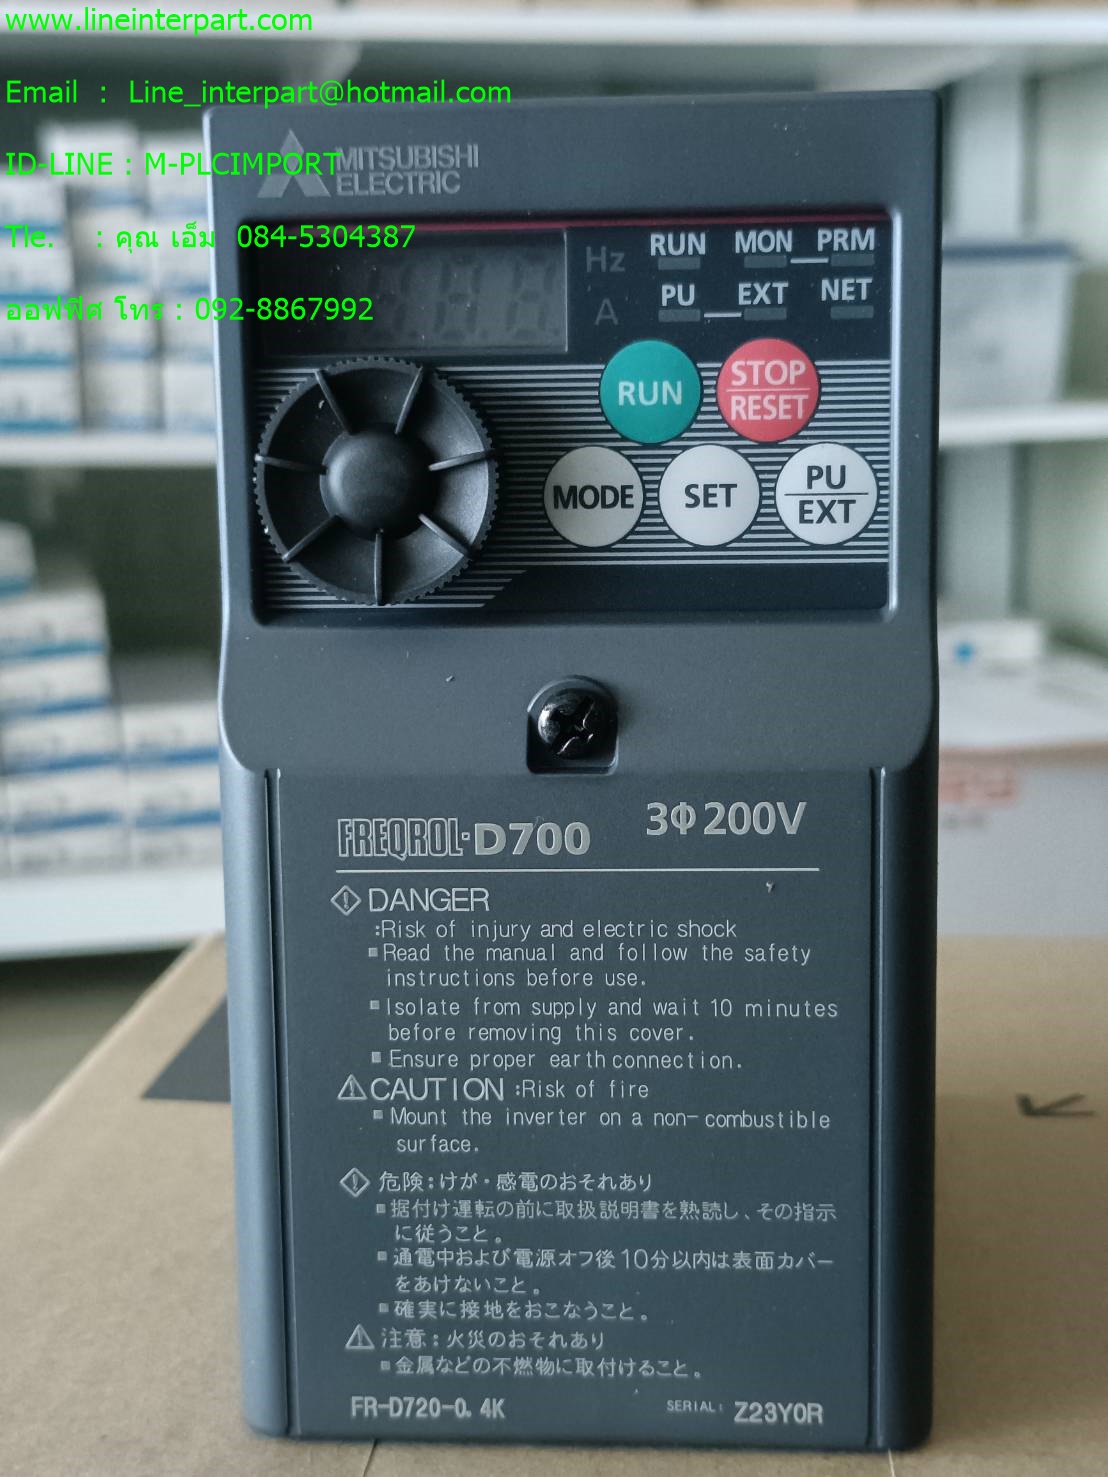 www.lineinterpart.com
Email : Line_interpart@hotmail.com
ID-LINE : M-PLCIMPORT
Tle. : คุณ เอ็ม 084-5304387
ออฟฟิศ โทร : 092-8867992
MITSUBISHI
ELECTRIC
Hz
A
RUN MON PRM
PU EXT NET
RUN
STOP
RESET
MODE
SET
PU
EXT
FREQROL-D700 3Φ200V
DANGER
:Risk of injury and electric shock
Read the manual and follow the safety
instructions before use.
Isolate from supply and wait 10 minutes
before removing this cover.
Ensure proper earth connection.
CAUTION :Risk of fire
Mount the inverter on a non-combustible
surface.
危険:けが・感電のおそれあり
据付け運転の前に取扱説明書を熟読し、その指示
に従うこと。
通電中および電源オフ後10分以内は表面カバー
をあけないこと。
確実に接地をおこなうこと。
注意:火災のおそれあり
金属などの不燃物に取付けること。
FR-D720-0.4K SERIAL: Z23Y0R